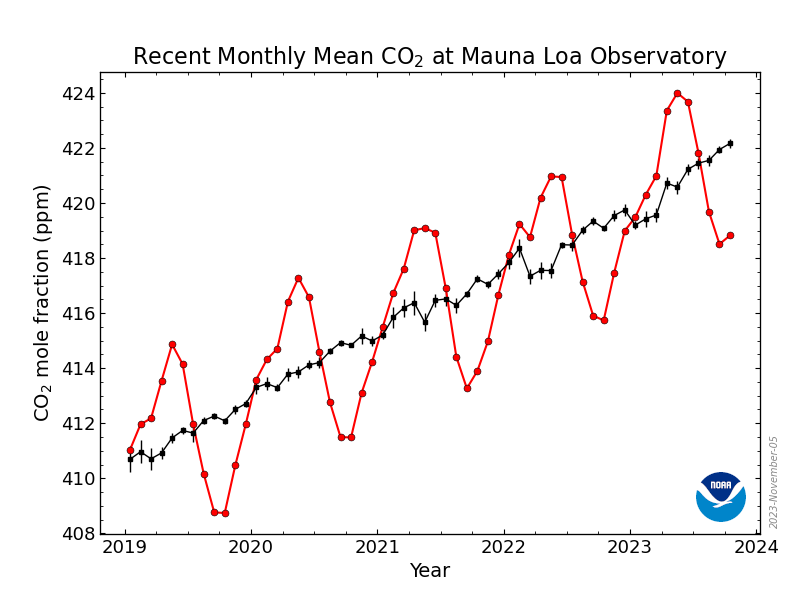 Recent Monthly Mean CO₂ at Mauna Loa Observatory
424
422
420
418
416
414
412
410
408
CO₂ mole fraction (ppm)
2019 2020 2021 2022 2023 2024
Year
NOAA
2023-November-05